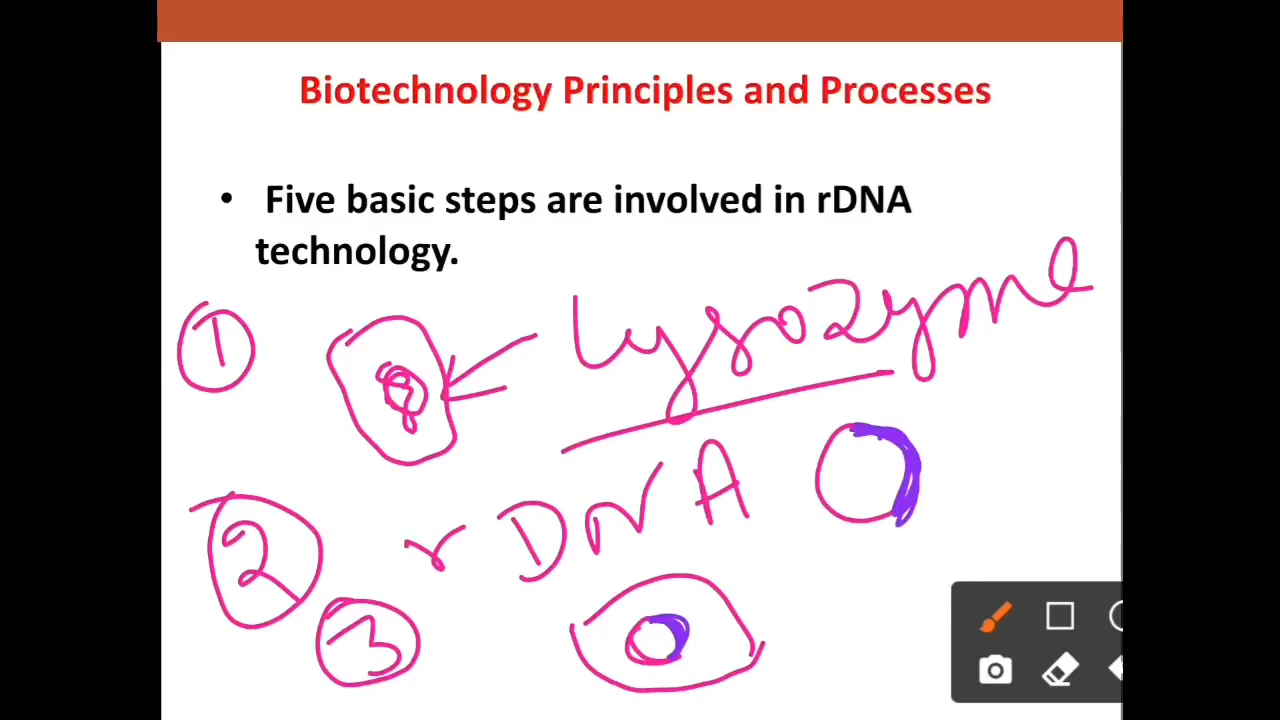 Biotechnology Principles and Processes
• Five basic steps are involved in rDNA
technology.
1
lysozyme
2 rDNA
3